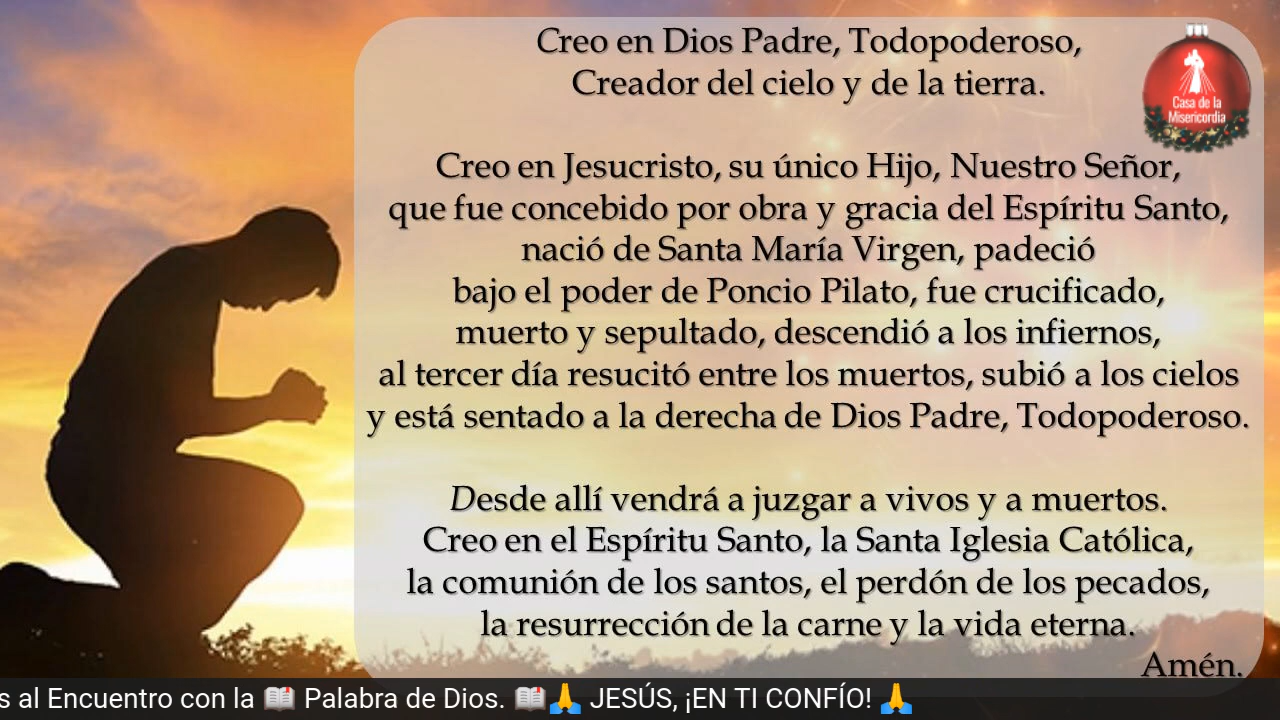 Creo en Dios Padre, Todopoderoso,
Creador del cielo y de la tierra.
Casa de la
Misericordia
Creo en Jesucristo, su único Hijo, Nuestro Señor,
que fue concebido por obra y gracia del Espíritu Santo,
nació de Santa María Virgen, padeció
bajo el poder de Poncio Pilato, fue crucificado,
muerto y sepultado, descendió a los infiernos,
al tercer día resucitó entre los muertos, subió a los cielos
y está sentado a la derecha de Dios Padre, Todopoderoso.
Desde allí vendrá a juzgar a vivos y a muertos.
Creo en el Espíritu Santo, la Santa Iglesia Católica,
la comunión de los santos, el perdón de los pecados,
la resurrección de la carne y la vida eterna.
Amén.
s al Encuentro con la 📖 Palabra de Dios. 📖🙏 JESÚS, ¡EN TI CONFÍO! 🙏